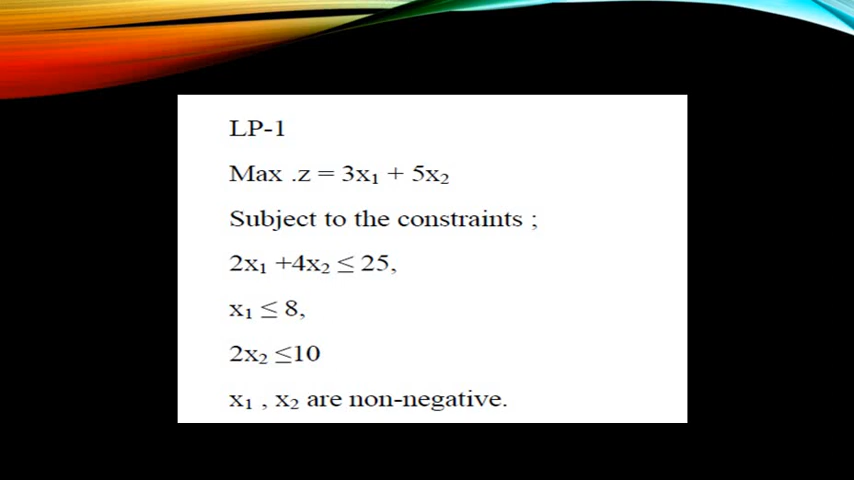 LP-1
Max .z = 3x₁ + 5x₂
Subject to the constraints ;
2x₁ +4x₂ ≤ 25,
x₁ ≤ 8,
2x₂ ≤10
x₁ , x₂ are non-negative.